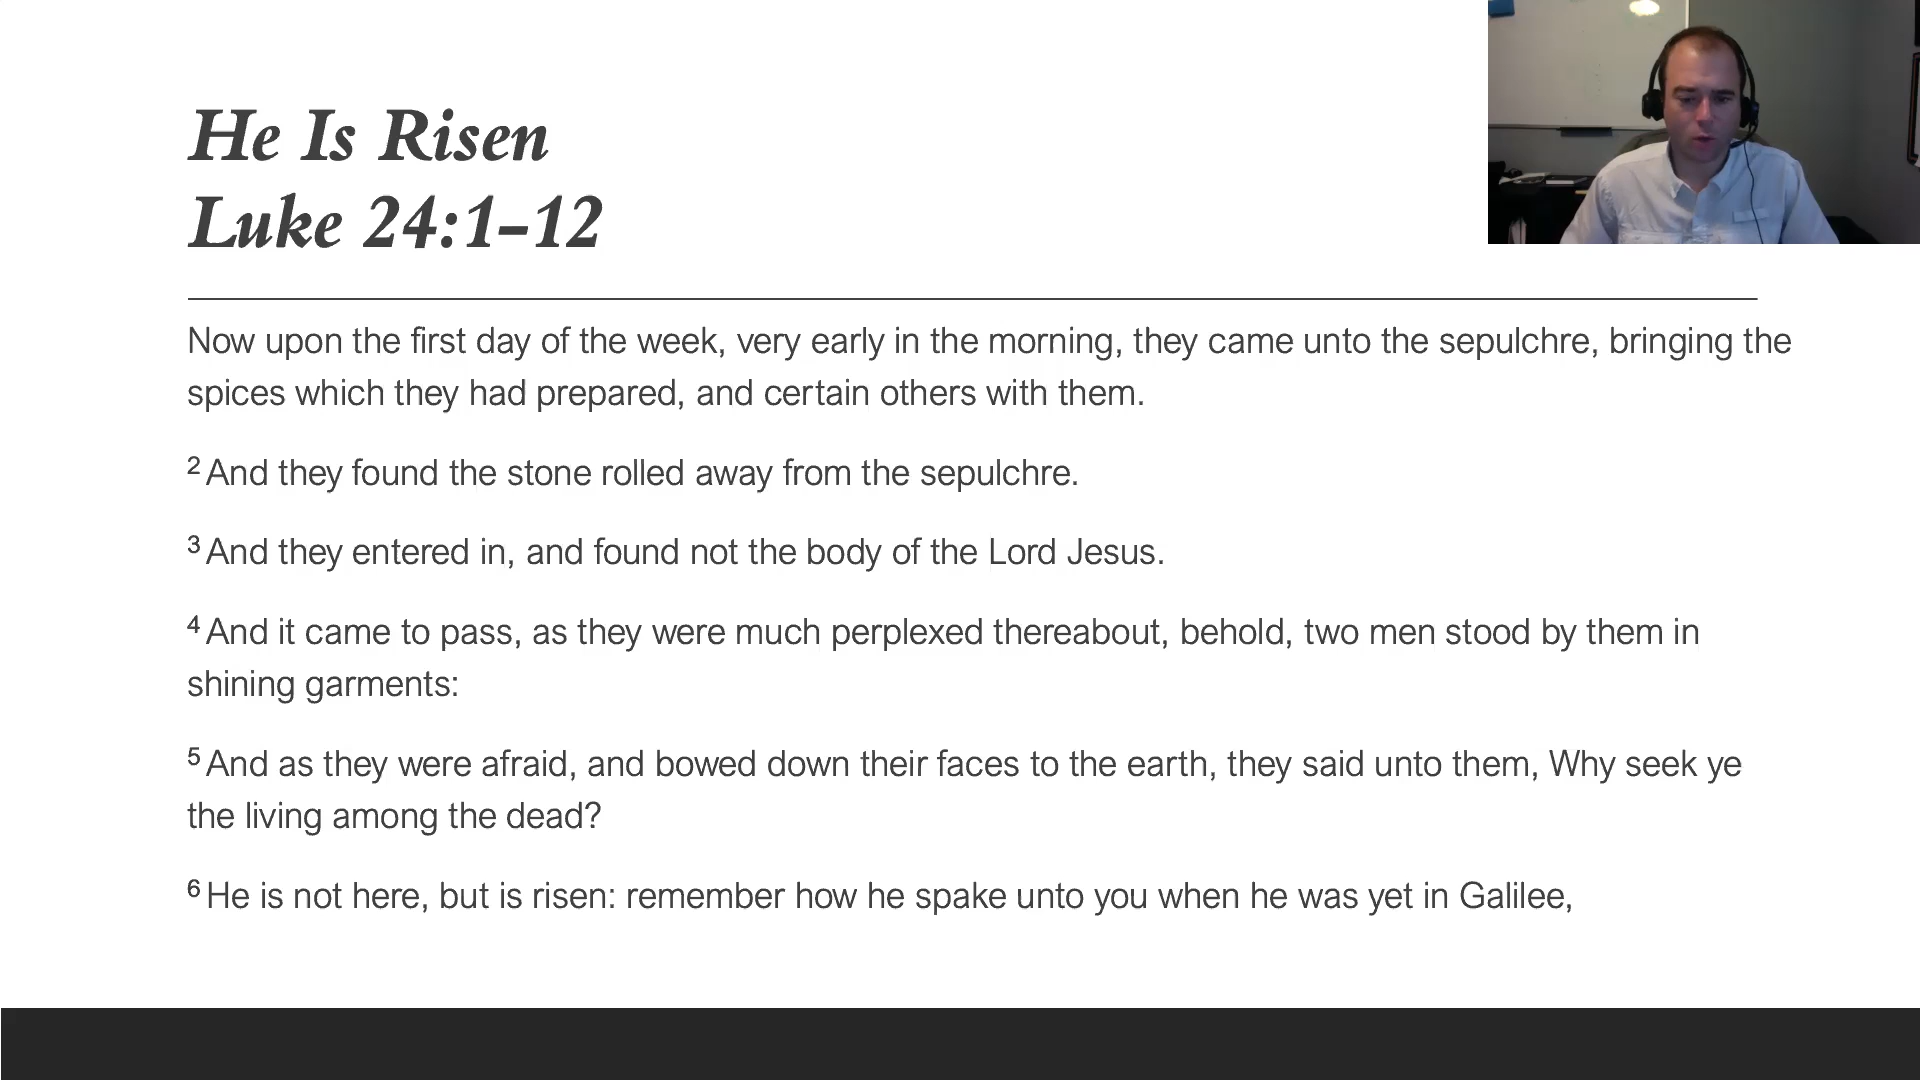 He Is Risen
Luke 24:1–12
Now upon the first day of the week, very early in the morning, they came unto the sepulchre, bringing the
spices which they had prepared, and certain others with them.
2 And they found the stone rolled away from the sepulchre.
3 And they entered in, and found not the body of the Lord Jesus.
4 And it came to pass, as they were much perplexed thereabout, behold, two men stood by them in
shining garments:
5 And as they were afraid, and bowed down their faces to the earth, they said unto them, Why seek ye
the living among the dead?
6 He is not here, but is risen: remember how he spake unto you when he was yet in Galilee,